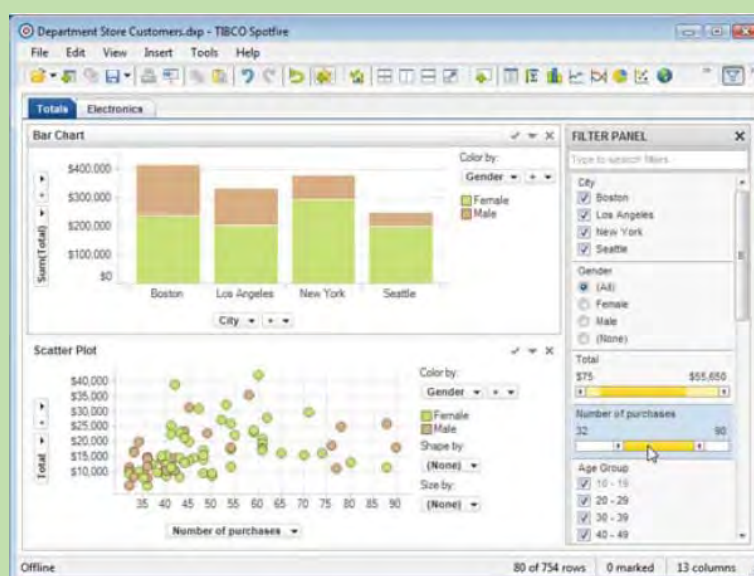 Department Store Customers.dxp - TIBCO Spotfire
File Edit View Insert Tools Help
Totals Electronics
Bar Chart
Sum(Total)
$400.000
$300.000
$200.000
$100.000
$0
Boston Los Angeles New York Seattle
City
Color by:
Gender
Female
Male
Scatter Plot
Total
$40,000
$35,000
$30,000
$25,000
$20,000
$15,000
$10,000
35 40 45 50 55 60 65 70 75 80 85 90
Number of purchases
Color by:
Gender
Female
Male
Shape by:
(None)
Size by:
(None)
FILTER PANEL
Type to search filters
City
Boston
Los Angeles
New York
Seattle
Gender
(All)
Female
Male
(None)
Total
$75 $55,650
Number of purchases
32 90
Age Group
10 - 19
20 - 29
30 - 39
40 - 49
Offline
80 of 754 rows 0 marked 13 columns